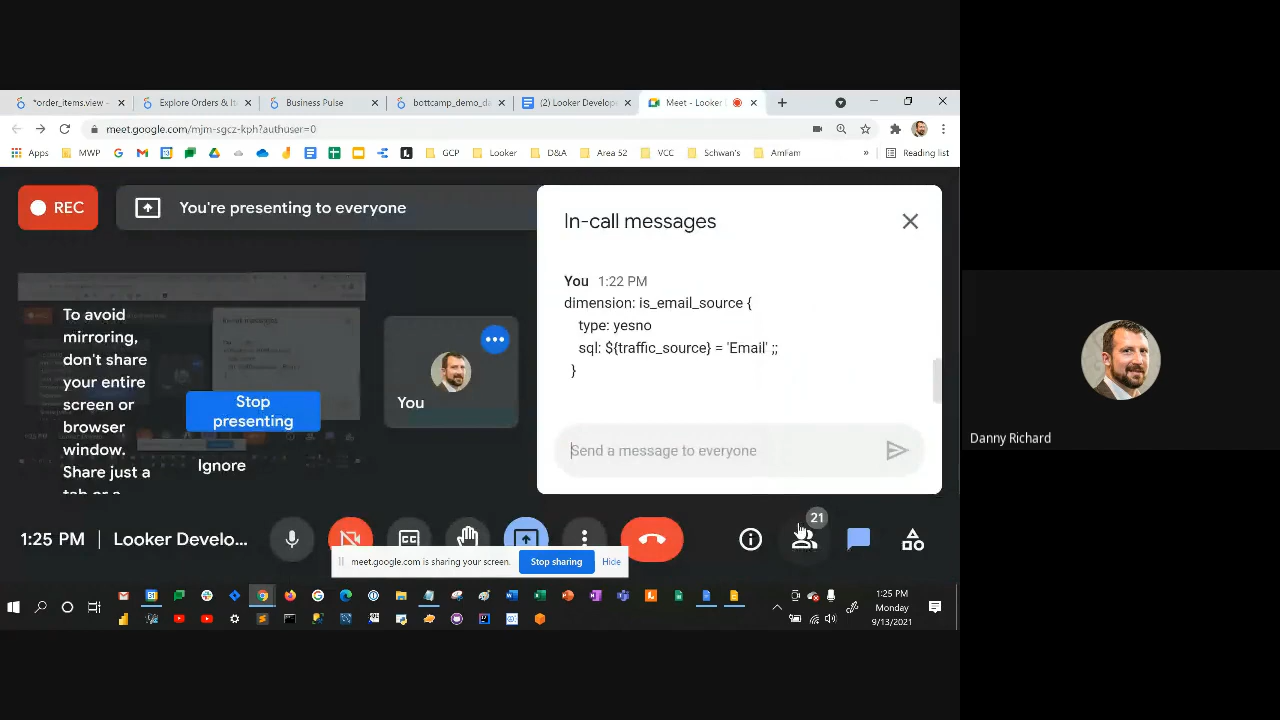 *order_items.view -
Explore Orders & It
Business Pulse
bottcamp_demo_da
(2) Looker Develop
Meet - Looker
meet.google.com/mjm-sgcz-kph?authuser=0
Apps
MWP
GCP
Looker
D&A
Area 52
VCC
Schwan's
AmFam
»
Reading list
REC
You're presenting to everyone
In-call messages
You 1:22 PM
dimension: is_email_source {
type: yesno
sql: ${traffic_source} = 'Email' ;;
}
To avoid
mirroring,
don't share
your entire
screen or
browser
window.
Share just a
Stop
presenting
Ignore
You
Send a message to everyone
Danny Richard
21
1:25 PM | Looker Develo...
meet.google.com is sharing your screen.
Stop sharing
Hide
1:25 PM
Monday
9/13/2021